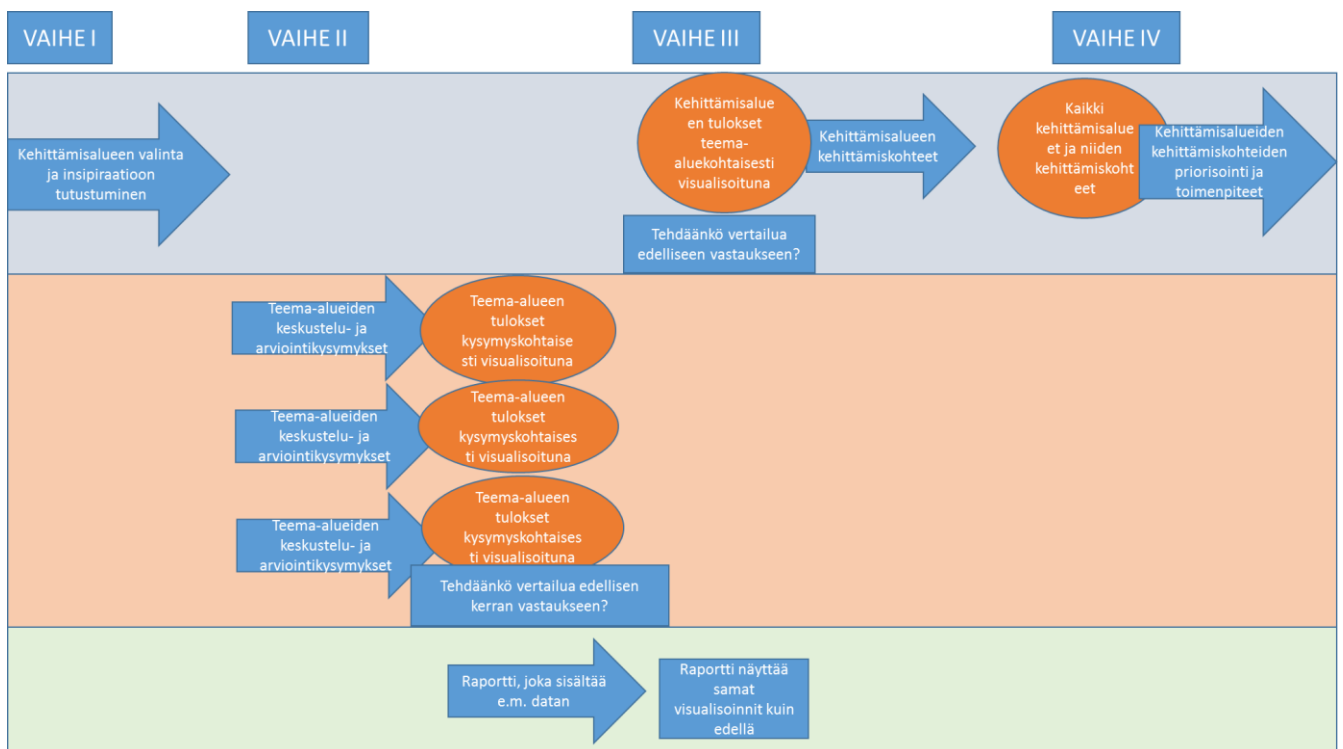 VAIHE I
VAIHE II
VAIHE III
VAIHE IV
Kehittämisalueen valinta
ja inspiraatioon
tutustuminen
Kehittämisalue
en tulokset
teema-
aluekohtaisesti
visualisoituna
Kehittämisalueen
kehittämiskohteet
Kaikki
kehittämisalue
et ja niiden
kehittämiskoht
eet
Kehittämisalueiden
kehittämiskohteiden
priorisointi ja
toimenpiteet
Tehdäänkö vertailua
edelliseen vastaukseen?
Teema-alueiden
keskustelu- ja
arviointikysymykset
Teema-alueen
tulokset
kysymyskohtaise
sti visualisoituna
Teema-alueiden
keskustelu- ja
arviointikysymykset
Teema-alueen
tulokset
kysymyskohtaises
ti visualisoituna
Teema-alueiden
keskustelu- ja
arviointikysymykset
Teema-alueen
tulokset
kysymyskohtaises
ti visualisoituna
Tehdäänkö vertailua edellisen
kerran vastaukseen?
Raportti, joka sisältää
e.m. datan
Raportti näyttää
samat
visualisoinnit kuin
edellä